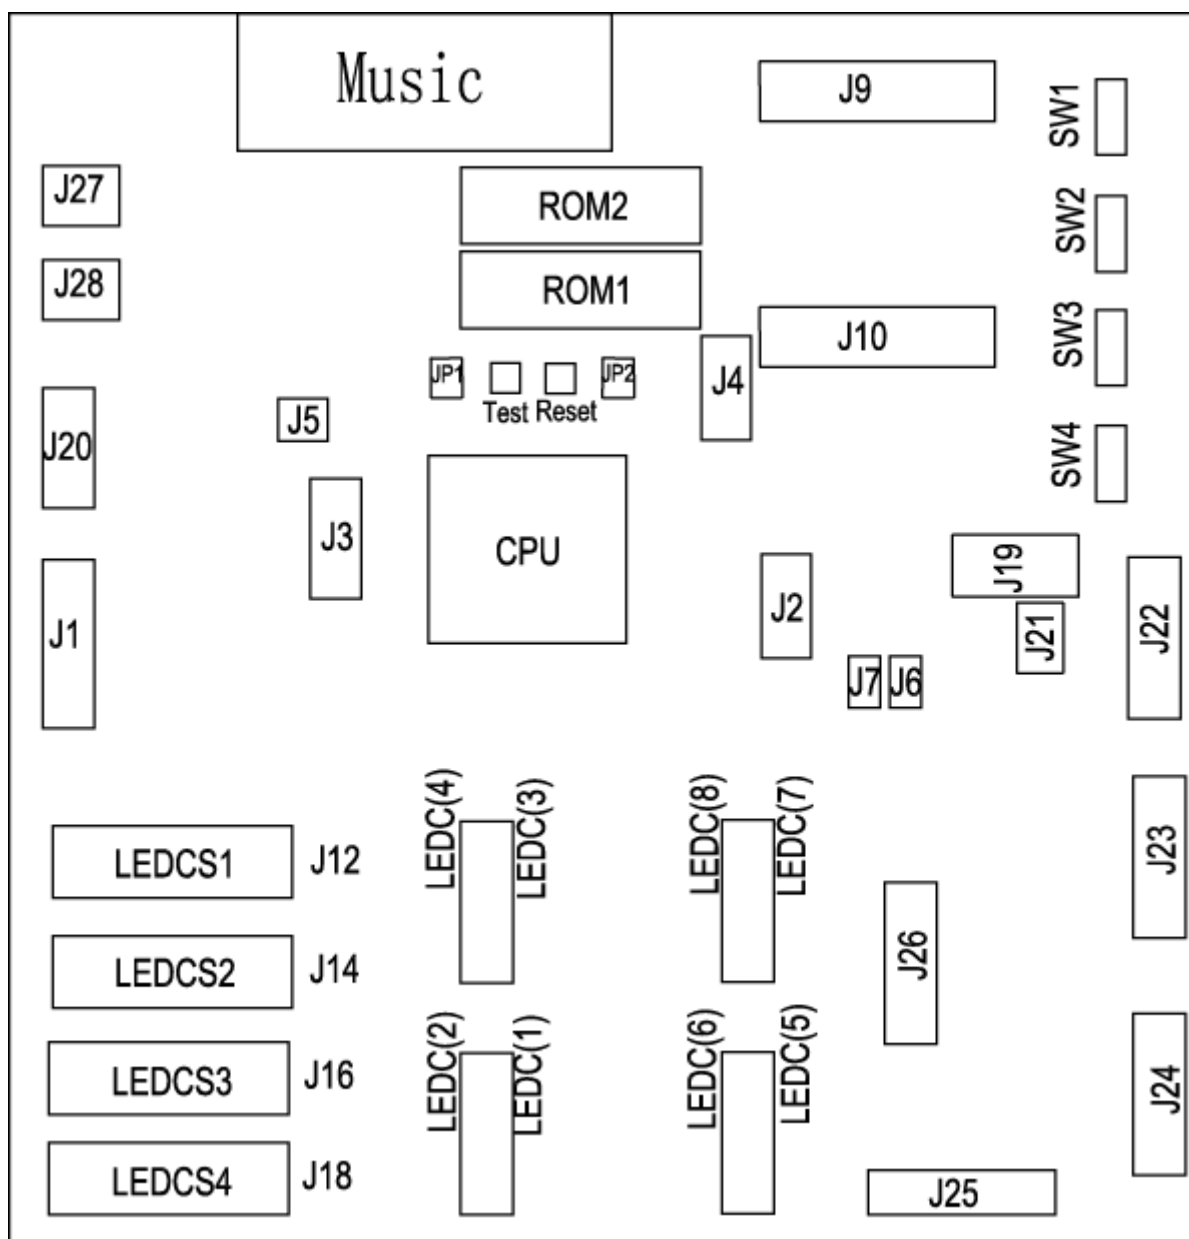 Music
J9
SW1
J27
ROM2
SW2
J28
ROM1
J10
SW3
JP1
JP2
J4
Test
Reset
J5
J20
SW4
J3
CPU
J19
J2
J1
J21
J22
J7
J6
LEDC(4)
LEDC(3)
LEDC(8)
LEDC(7)
LEDCS1
J12
J23
LEDCS2
J14
J26
LEDC(2)
LEDC(1)
LEDC(6)
LEDC(5)
LEDCS3
J16
J24
LEDCS4
J18
J25